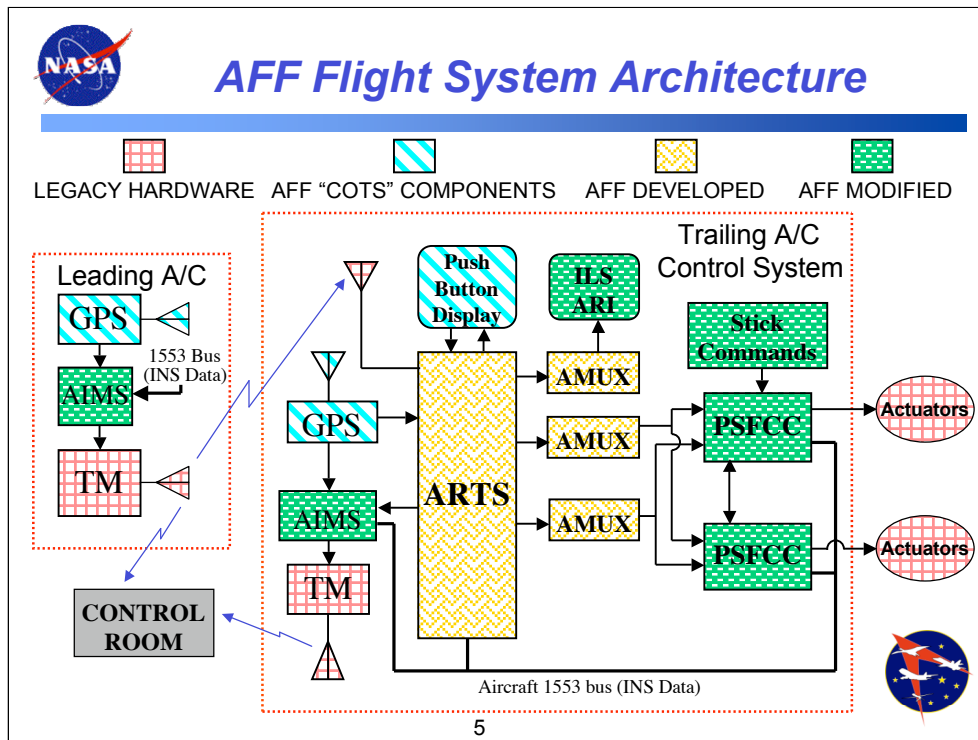 NASA
AFF Flight System Architecture
LEGACY HARDWARE
AFF “COTS” COMPONENTS
AFF DEVELOPED
AFF MODIFIED
Leading A/C
GPS
1553 Bus
(INS Data)
AIMS
TM
CONTROL
ROOM
Trailing A/C
Control System
Push
Button
Display
ILS
ARI
Stick
Commands
AMUX
GPS
AMUX
PSFCC
Actuators
ARTS
AIMS
AMUX
PSFCC
Actuators
TM
Aircraft 1553 bus (INS Data)
5